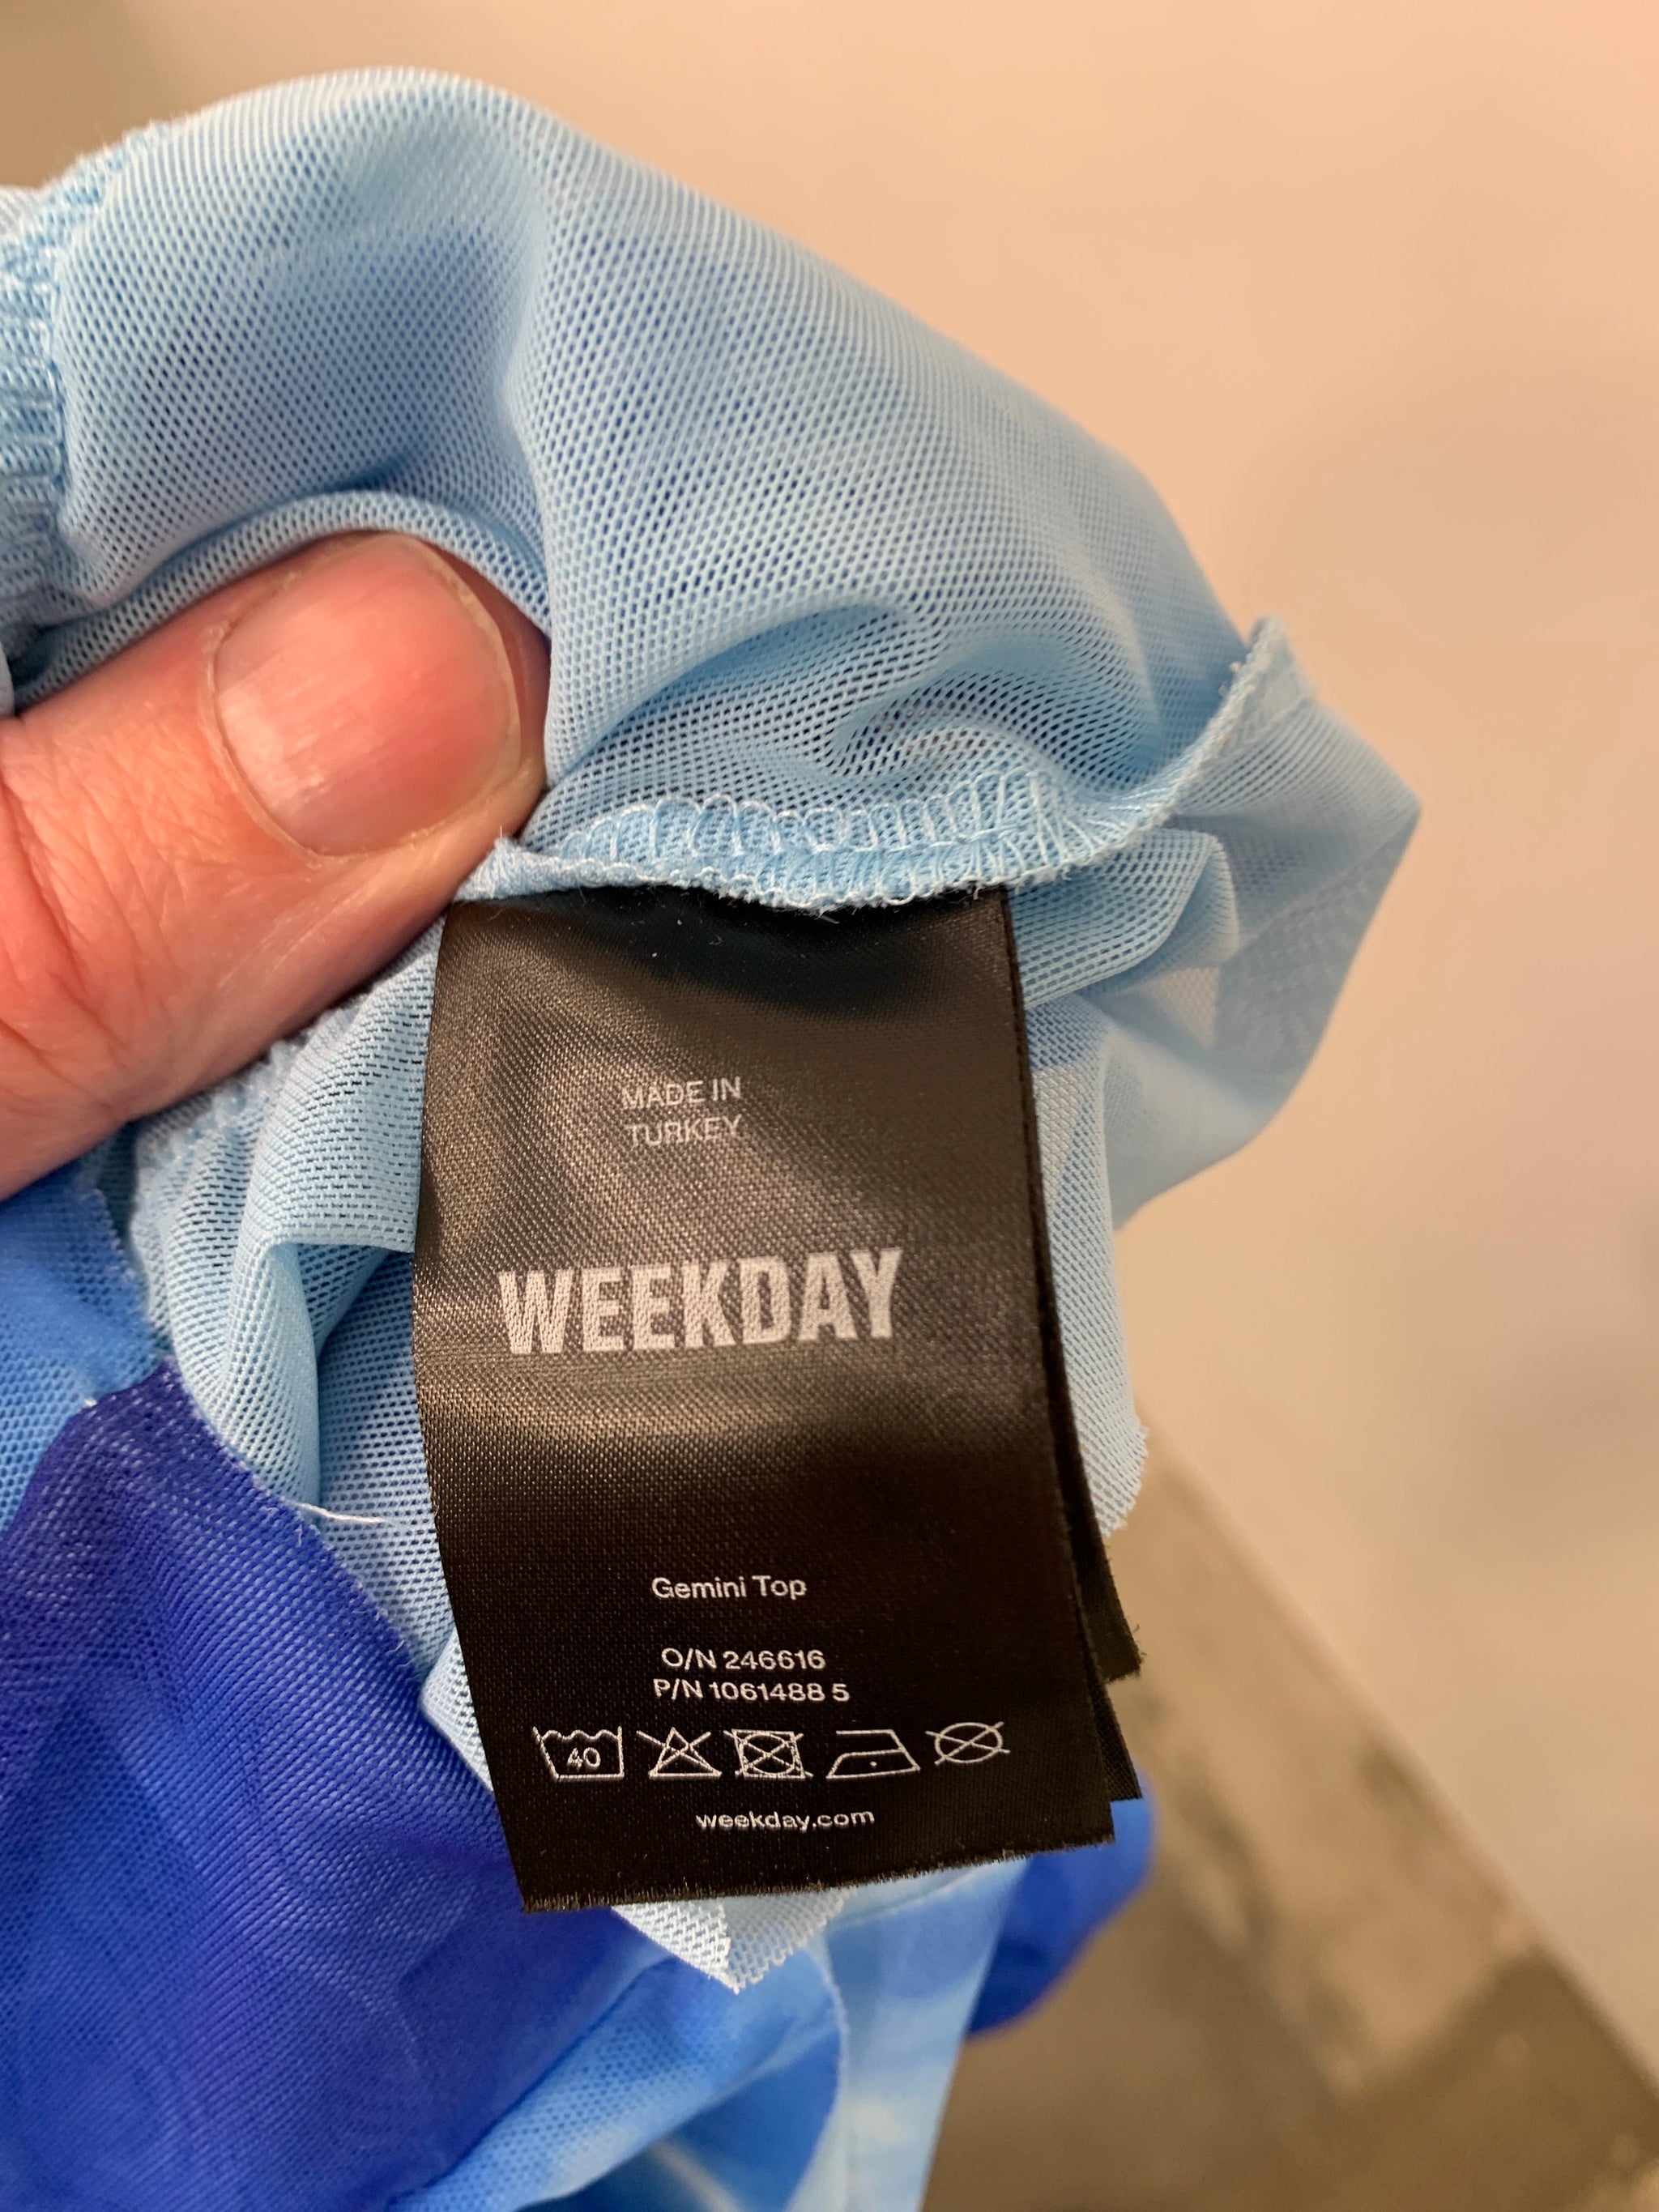 MADE IN
TURKEY
WEEKDAY
Gemini Top
O/N 246616
P/N 1061488 5
40
weekday.com